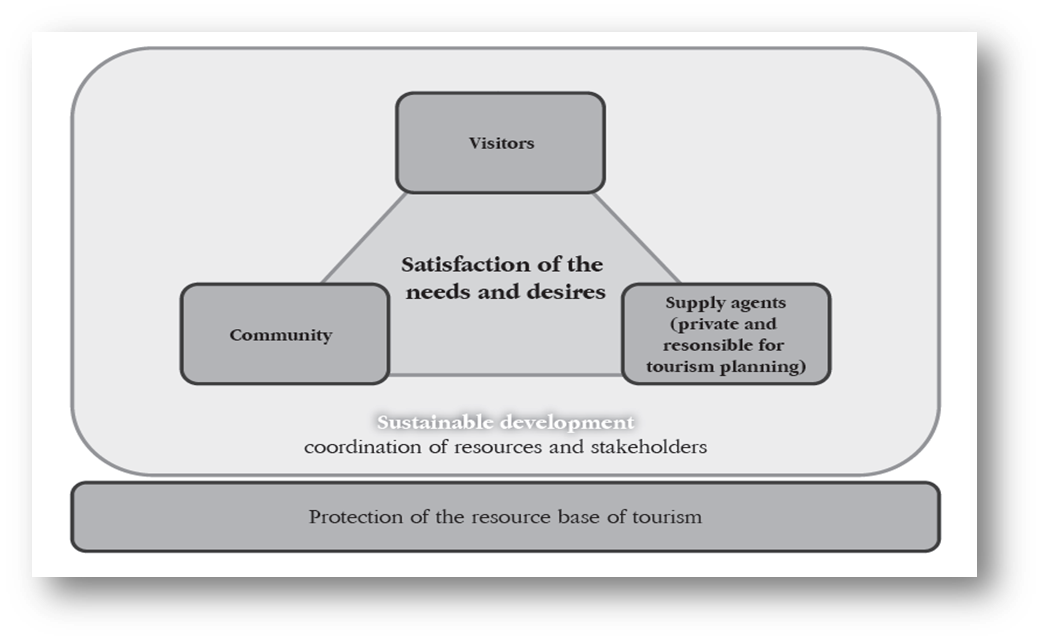 Visitors
Satisfaction of the
needs and desires
Community
Supply agents
(private and
resonsible for
tourism planning)
Sustainable development
coordination of resources and stakeholders
Protection of the resource base of tourism